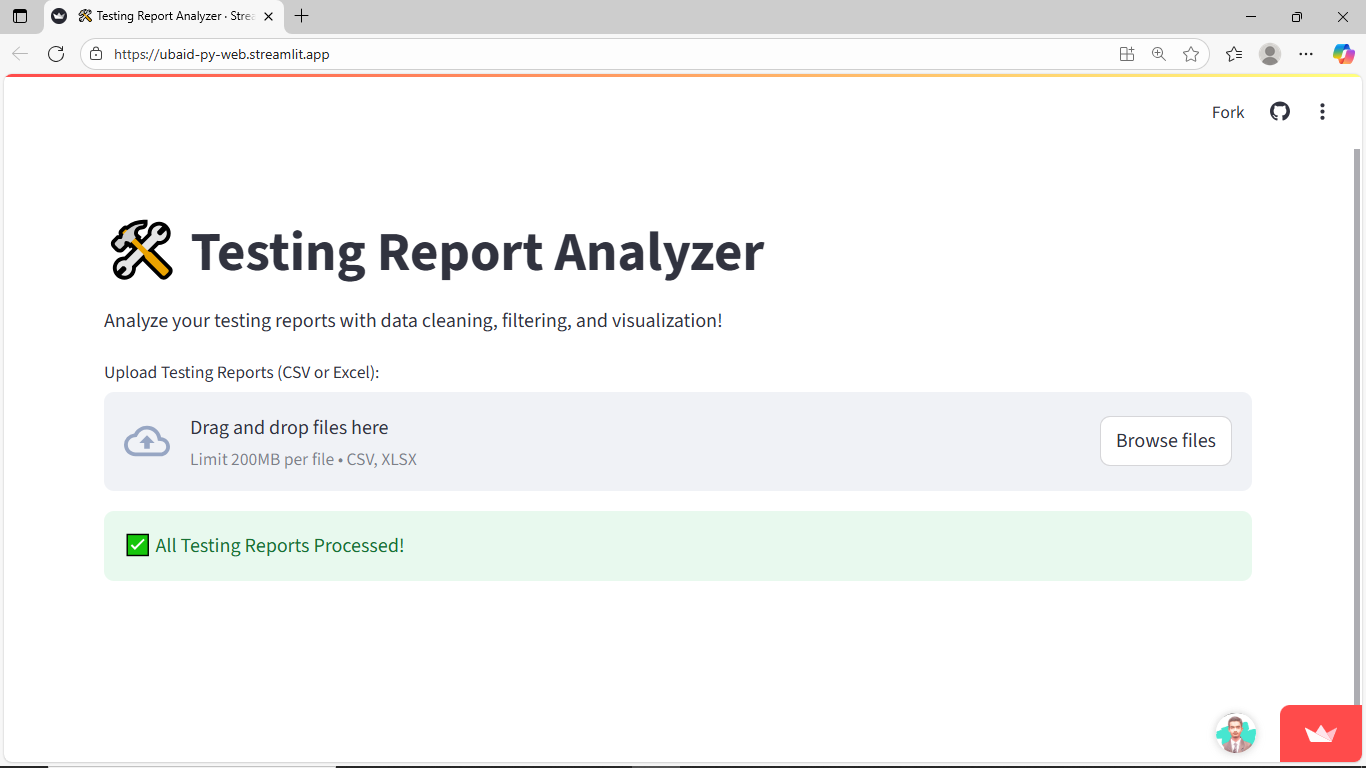 Testing Report Analyzer · Strea
https://ubaid-py-web.streamlit.app
Fork
Testing Report Analyzer
Analyze your testing reports with data cleaning, filtering, and visualization!
Upload Testing Reports (CSV or Excel):
Drag and drop files here
Limit 200MB per file • CSV, XLSX
Browse files
All Testing Reports Processed!